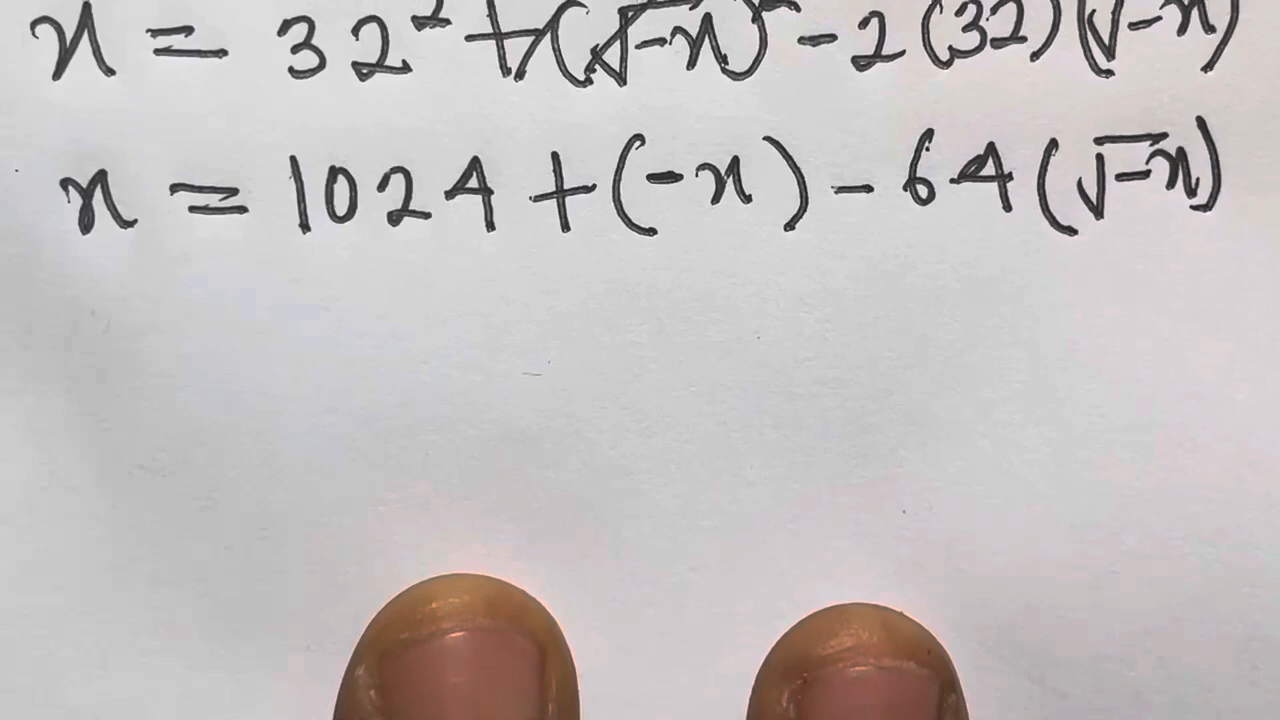 x = 32² + (√-x)² - 2(32)(√-x)
x = 1024 + (-x) - 64(√-x)